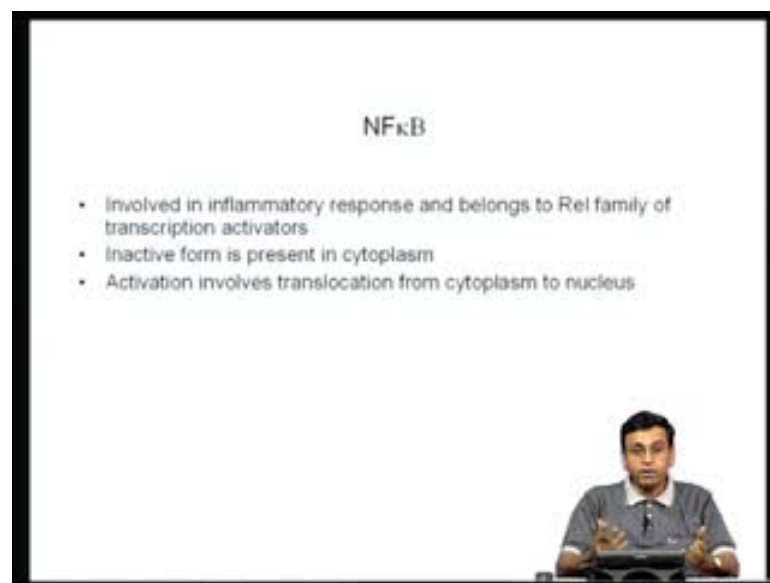 NFκB
• Involved in inflammatory response and belongs to Rel family of
transcription activators
• Inactive form is present in cytoplasm
• Activation involves translocation from cytoplasm to nucleus